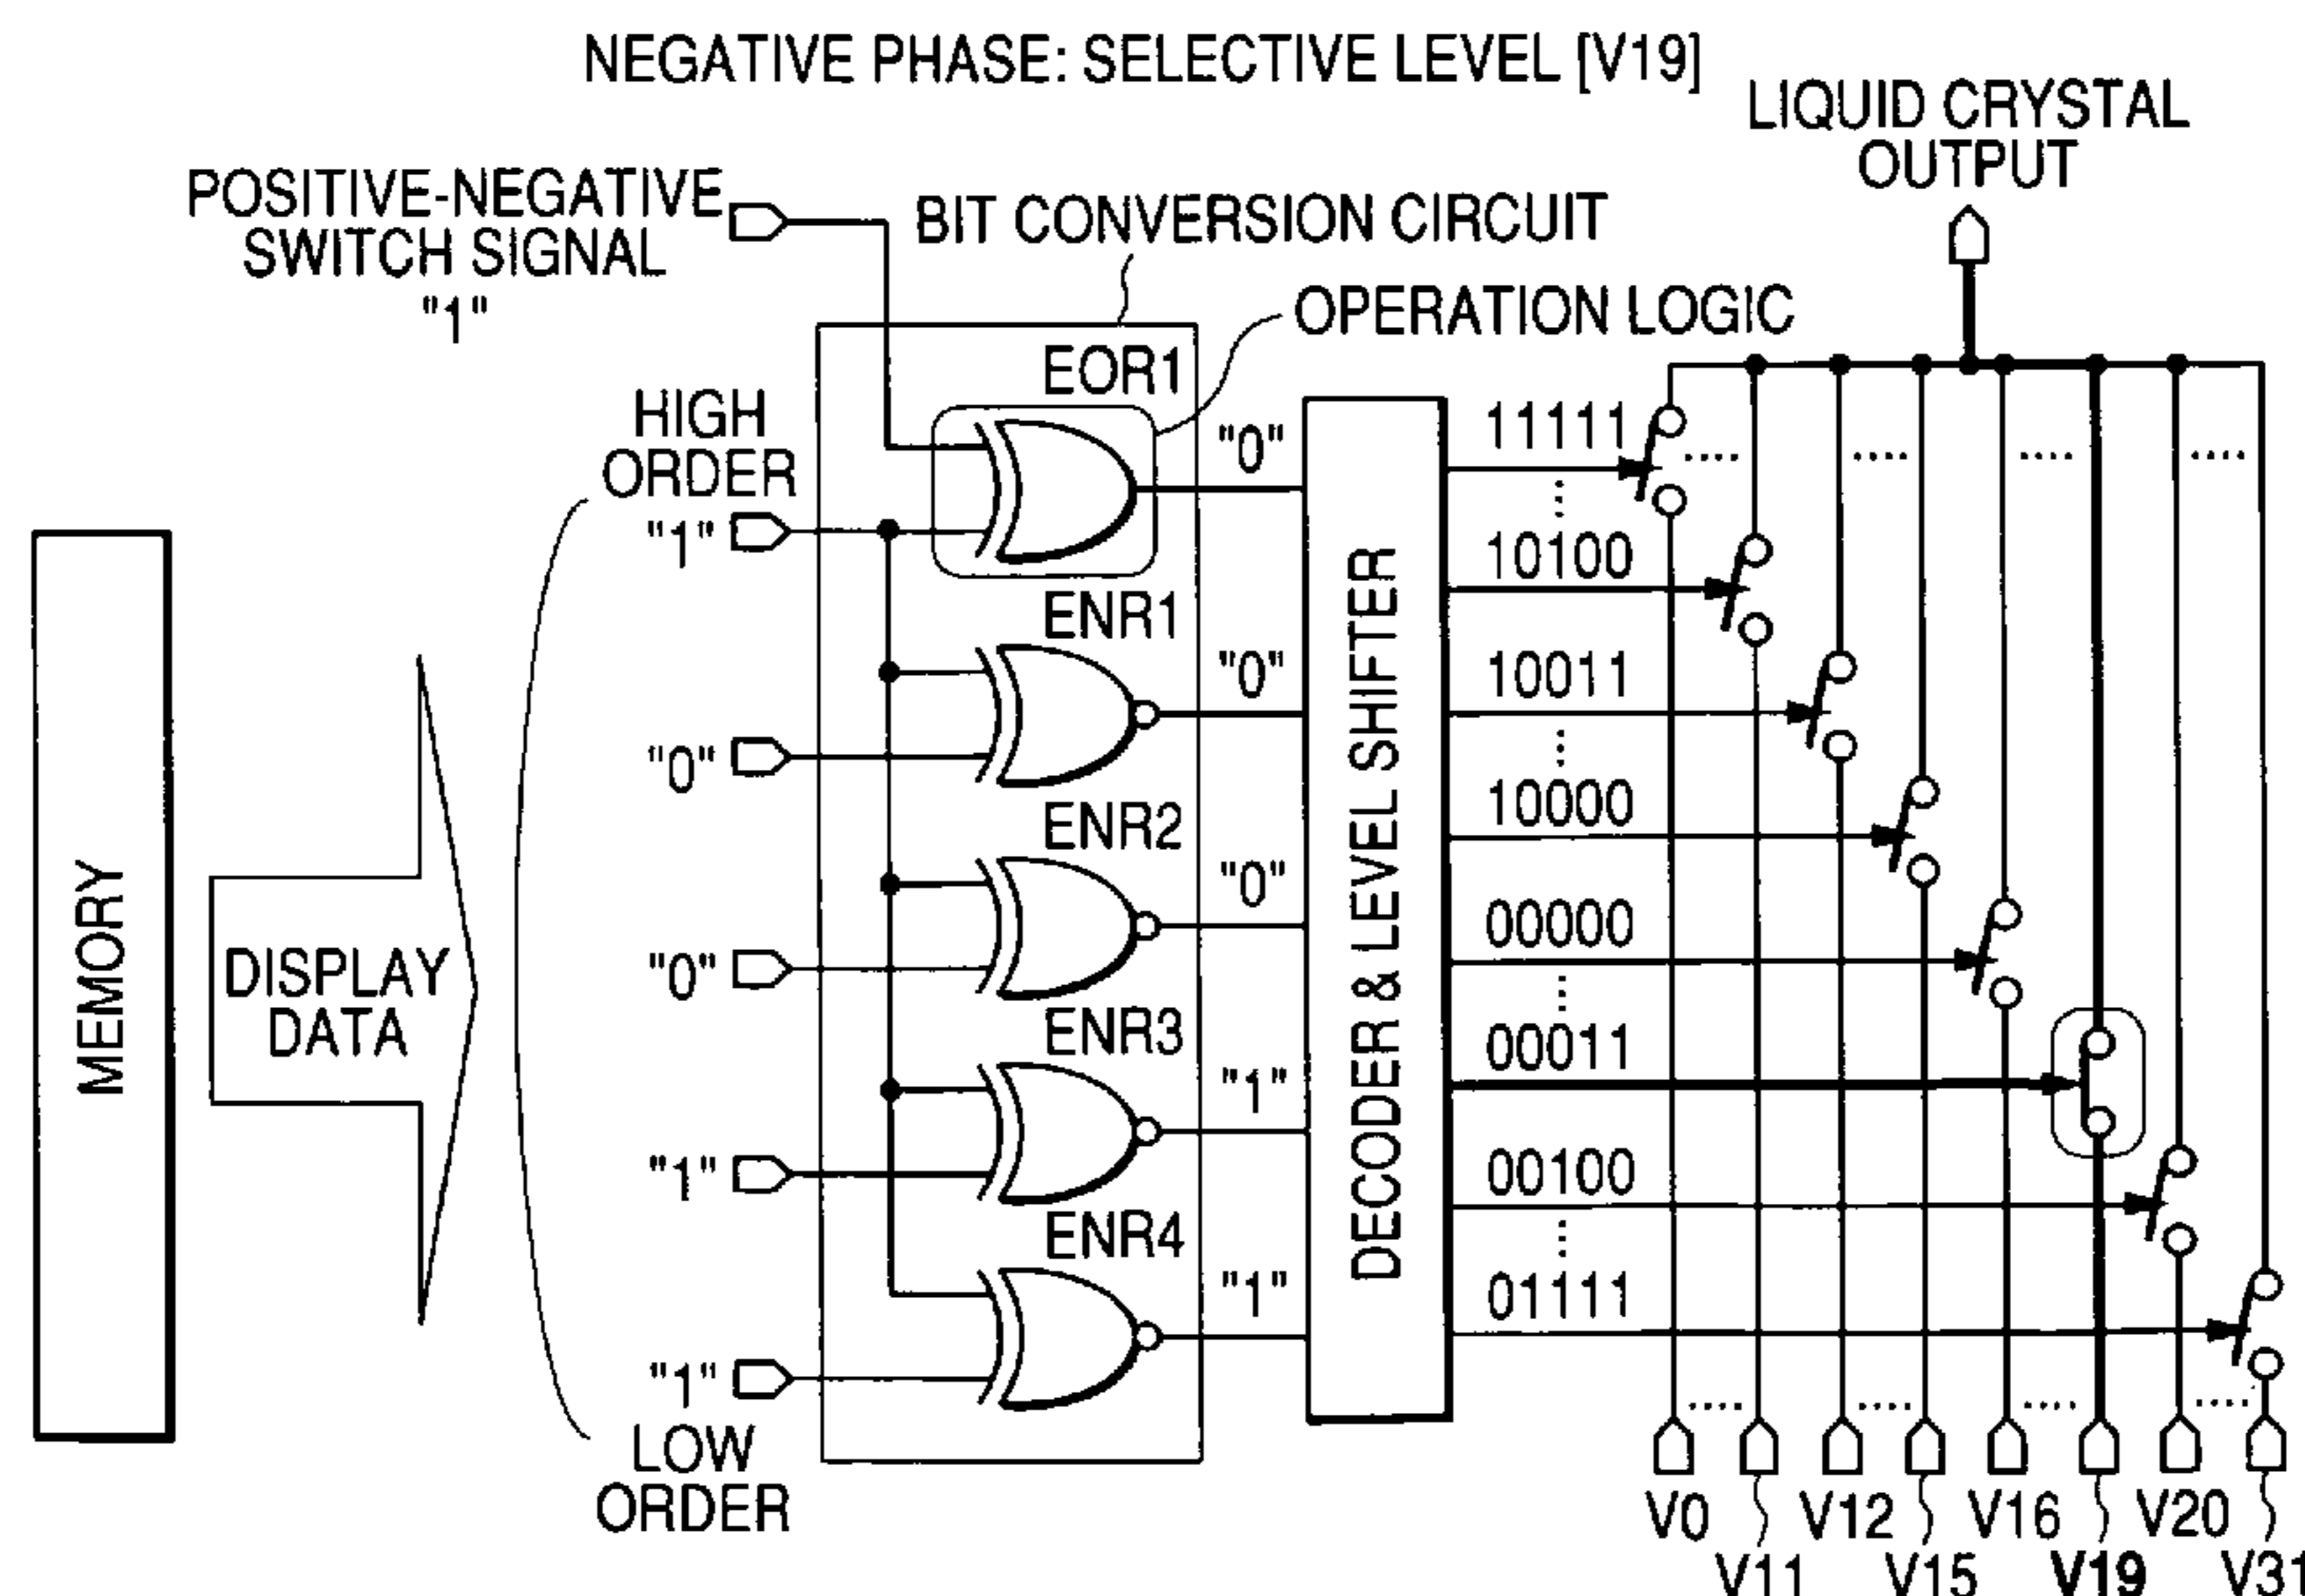 NEGATIVE PHASE: SELECTIVE LEVEL [V19]
LIQUID CRYSTAL
OUTPUT
POSITIVE-NEGATIVE
SWITCH SIGNAL
"1"
BIT CONVERSION CIRCUIT
OPERATION LOGIC
HIGH
ORDER
"1"
"0"
"0"
"1"
"1"
LOW
ORDER
MEMORY
DISPLAY
DATA
EOR1
ENR1
ENR2
ENR3
ENR4
"0"
"0"
"0"
"1"
"1"
DECODER & LEVEL SHIFTER
11111
10100
10011
10000
00000
00011
00100
01111
V0
V11
V12
V15
V16
V19
V20
V31